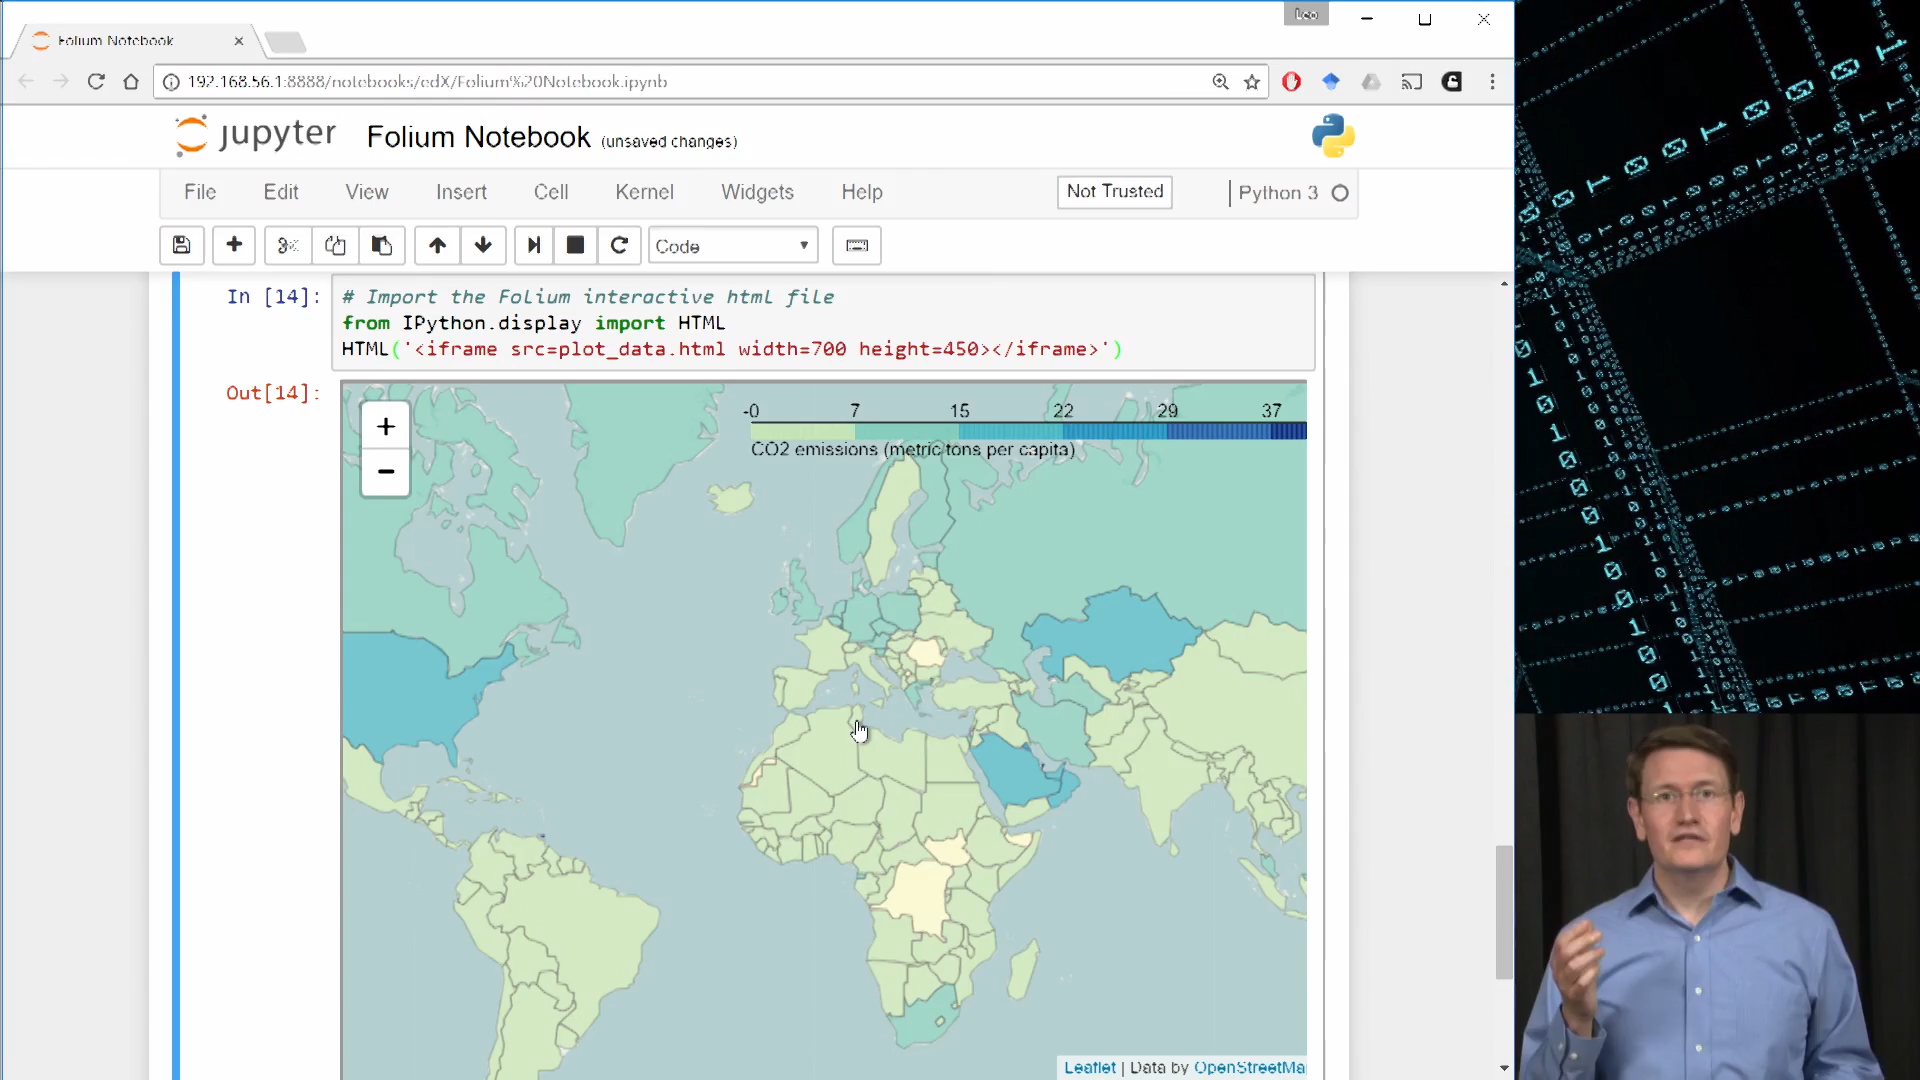 Leo
Folium Notebook
192.168.56.1:8888/notebooks/edX/Folium%20Notebook.ipynb
jupyter Folium Notebook (unsaved changes)
File Edit View Insert Cell Kernel Widgets Help Not Trusted Python 3
Code
In [14]:
# Import the Folium interactive html file
from IPython.display import HTML
HTML('<iframe src=plot_data.html width=700 height=450></iframe>')
Out[14]:
+
-
-0 7 15 22 29 37
CO2 emissions (metric tons per capita)
Leaflet | Data by OpenStreetMa